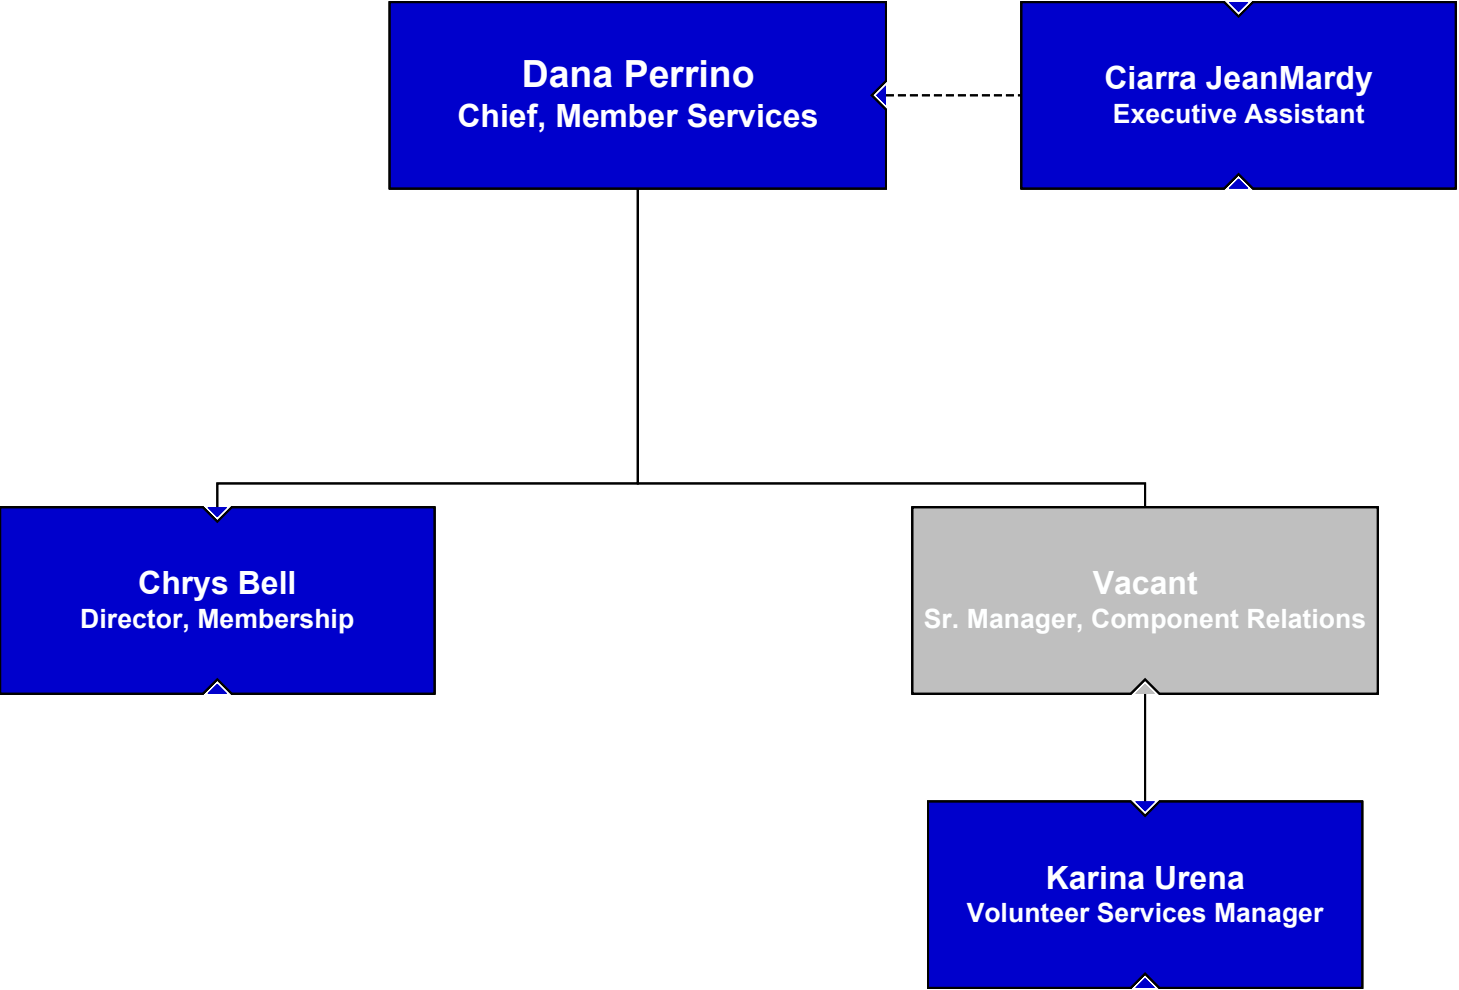 Dana Perrino
Chief, Member Services
Ciarra JeanMardy
Executive Assistant
Chrys Bell
Director, Membership
Vacant
Sr. Manager, Component Relations
Karina Urena
Volunteer Services Manager